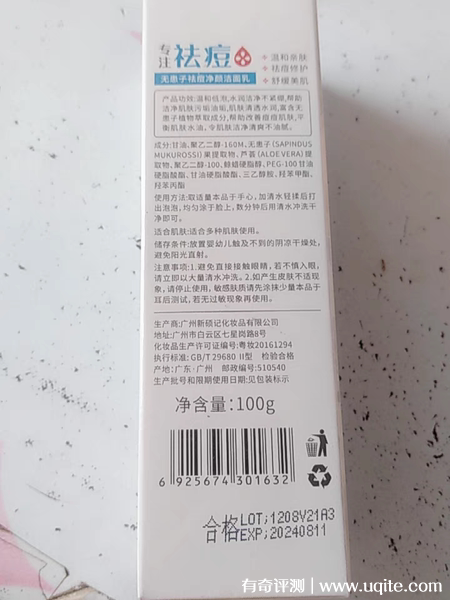 专注
祛痘
温和亲肤
祛痘修护
舒缓美肌
无患子祛痘净颜洁面乳
产品功效:温和低泡,水润洁净不紧绷,帮助
洁净肌肤污垢油垢,肌肤清透水润,富含无
患子植物萃取成分,帮助改善痘痘肌肤,平
衡肌肤水油,令肌肤洁净清爽不油腻。
成分:甘油,聚乙二醇-160M,无患子(SAPINDUS
MUKUROSSI)果提取物、芦荟(ALOE VERA)提
取物、聚乙二醇-100、鲸蜡硬脂醇、PEG-100甘油
硬脂酸酯、甘油硬脂酸酯、三乙醇胺、羟苯甲酯、
羟苯丙酯
使用方法:取适量本品于手心,加清水轻揉后打
出泡泡,均匀涂于脸上,数分钟后用清水冲洗干
净即可。
适合肌肤:适合多种肌肤使用。
储存条件:放置婴幼儿触及不到的阴凉干燥处,
避免阳光直射。
注意事项:1.避免直接接触眼睛,若不慎入眼,
请立即以大量清水冲洗。2.如产生皮肤不适现
象,请停止使用,敏感肤质请先涂抹少量本品于
耳后测试,若无过敏现象再使用。
生产商:广州新硕记化妆品有限公司
地址:广州市白云区七星岗路8号
化妆品生产许可证编号:粤妆20161294
执行标准:GB/T 29680 II型 检验合格
产地:广东·广州 邮政编号:510540
生产批号和限期使用日期:见包装标示
净含量:100g
6 925674 301632
合格 LOT;1208V21A3
EXP;20240811
有奇评测 | www.uqite.com